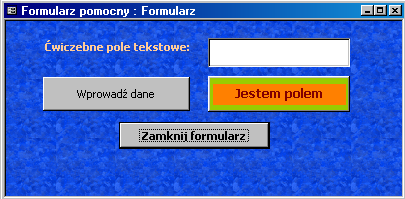 Formularz pomocny : Formularz
Ćwiczebne pole tekstowe:
Wprowadź dane
Jestem polem
Zamknij formularz